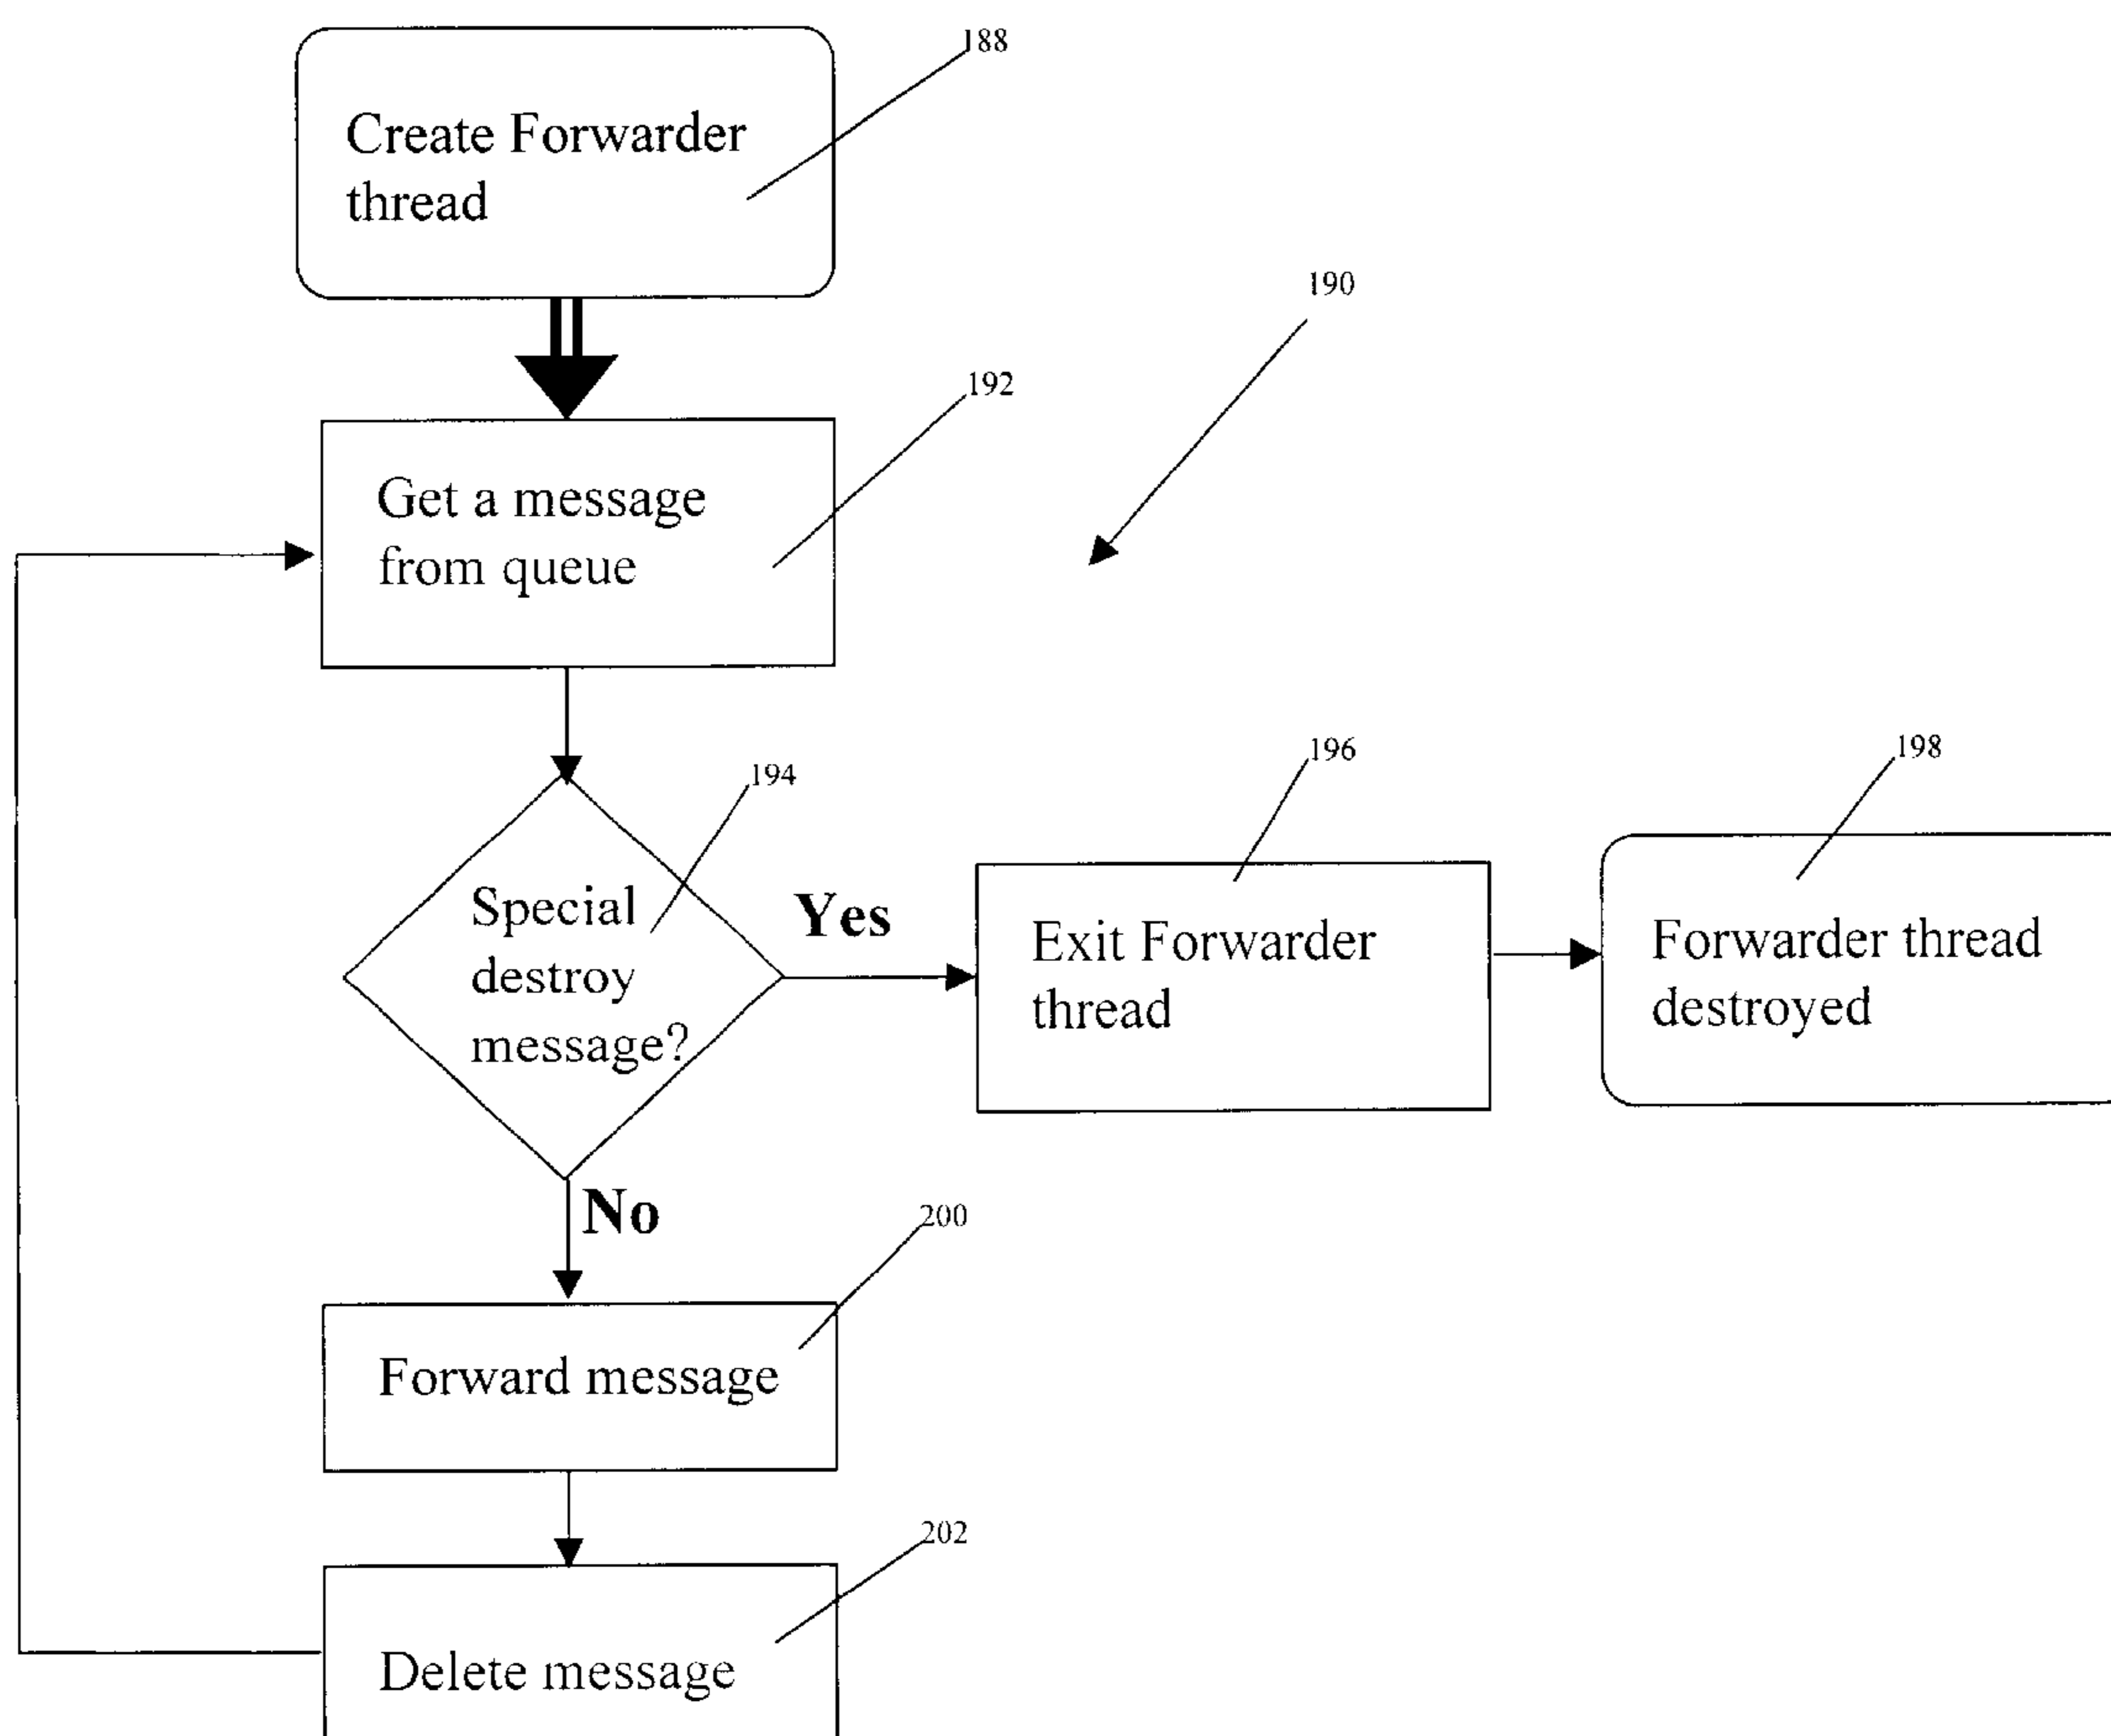 188
Create Forwarder
thread
190
192
Get a message
from queue
194
Special
destroy
message?
Yes
196
Exit Forwarder
thread
198
Forwarder thread
destroyed
No
200
Forward message
202
Delete message